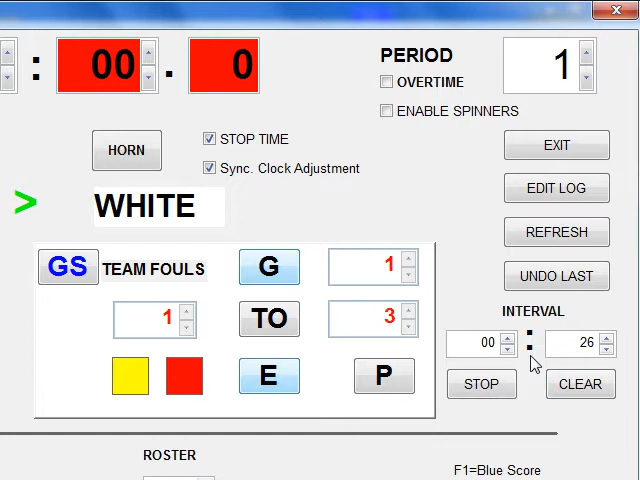 : 00 . 0
PERIOD 1
OVERTIME
ENABLE SPINNERS
HORN
STOP TIME
Sync. Clock Adjustment
EXIT
EDIT LOG
REFRESH
UNDO LAST
> WHITE
GS TEAM FOULS G 1
1 TO 3
E P
INTERVAL
00 : 26
STOP CLEAR
ROSTER
F1=Blue Score